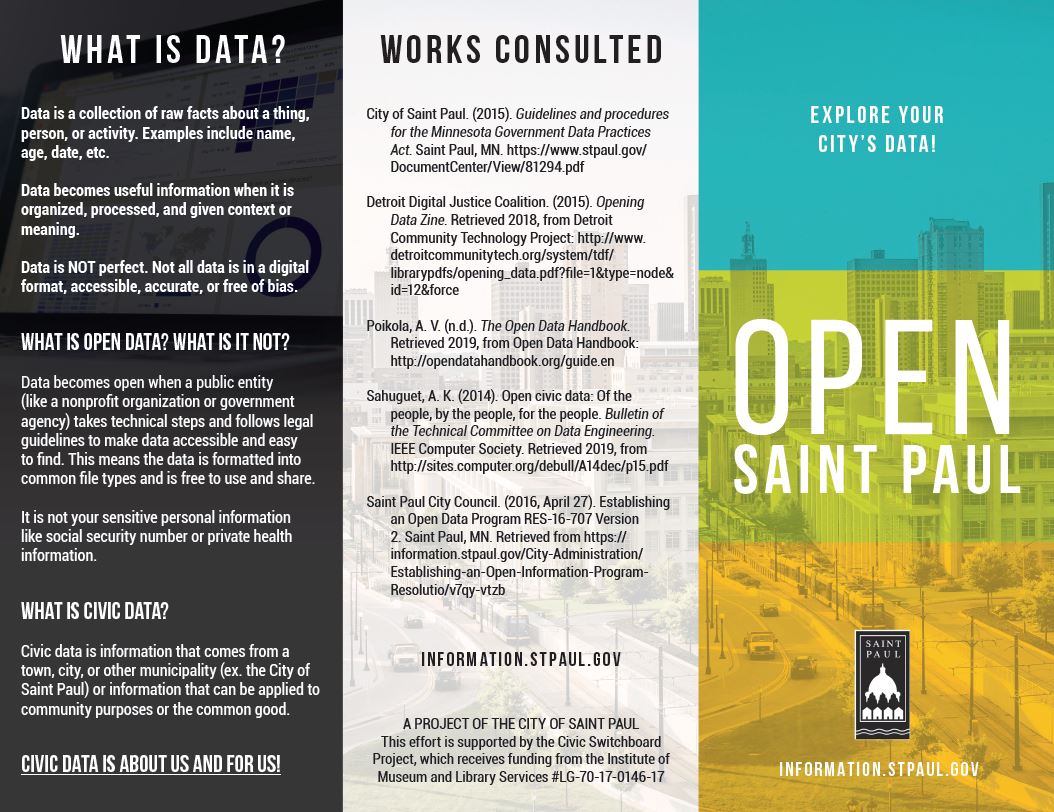 WHAT IS DATA?
Data is a collection of raw facts about a thing,
person, or activity. Examples include name,
age, date, etc.
Data becomes useful information when it is
organized, processed, and given context or
meaning.
Data is NOT perfect. Not all data is in a digital
format, accessible, accurate, or free of bias.
WHAT IS OPEN DATA? WHAT IS IT NOT?
Data becomes open when a public entity
(like a nonprofit organization or government
agency) takes technical steps and follows legal
guidelines to make data accessible and easy
to find. This means the data is formatted into
common file types and is free to use and share.
It is not your sensitive personal information
like social security number or private health
information.
WHAT IS CIVIC DATA?
Civic data is information that comes from a
town, city, or other municipality (ex. the City of
Saint Paul) or information that can be applied to
community purposes or the common good.
CIVIC DATA IS ABOUT US AND FOR US!
WORKS CONSULTED
City of Saint Paul. (2015). Guidelines and procedures
for the Minnesota Government Data Practices
Act. Saint Paul, MN. https://www.stpaul.gov/
DocumentCenter/View/81294.pdf
Detroit Digital Justice Coalition. (2015). Opening
Data Zine. Retrieved 2018, from Detroit
Community Technology Project: http://www.
detroitcommunitytech.org/system/tdf/
librarypdfs/opening_data.pdf?file=1&type=node&
id=12&force
Poikola, A. V. (n.d.). The Open Data Handbook.
Retrieved 2019, from Open Data Handbook:
http://opendatahandbook.org/guide.en
Sahuguet, A. K. (2014). Open civic data: Of the
people, by the people, for the people. Bulletin of
the Technical Committee on Data Engineering.
IEEE Computer Society. Retrieved 2019, from
http://sites.computer.org/debull/A14dec/p15.pdf
Saint Paul City Council. (2016, April 27). Establishing
an Open Data Program RES-16-707 Version
2. Saint Paul, MN. Retrieved from https://
information.stpaul.gov/City-Administration/
Establishing-an-Open-Information-Program-
Resolutio/v7qy-vtzb
INFORMATION.STPAUL.GOV
A PROJECT OF THE CITY OF SAINT PAUL
This effort is supported by the Civic Switchboard
Project, which receives funding from the Institute of
Museum and Library Services #LG-70-17-0146-17
EXPLORE YOUR
CITY'S DATA!
OPEN
SAINT PAUL
SAINT
PAUL
INFORMATION.STPAUL.GOV